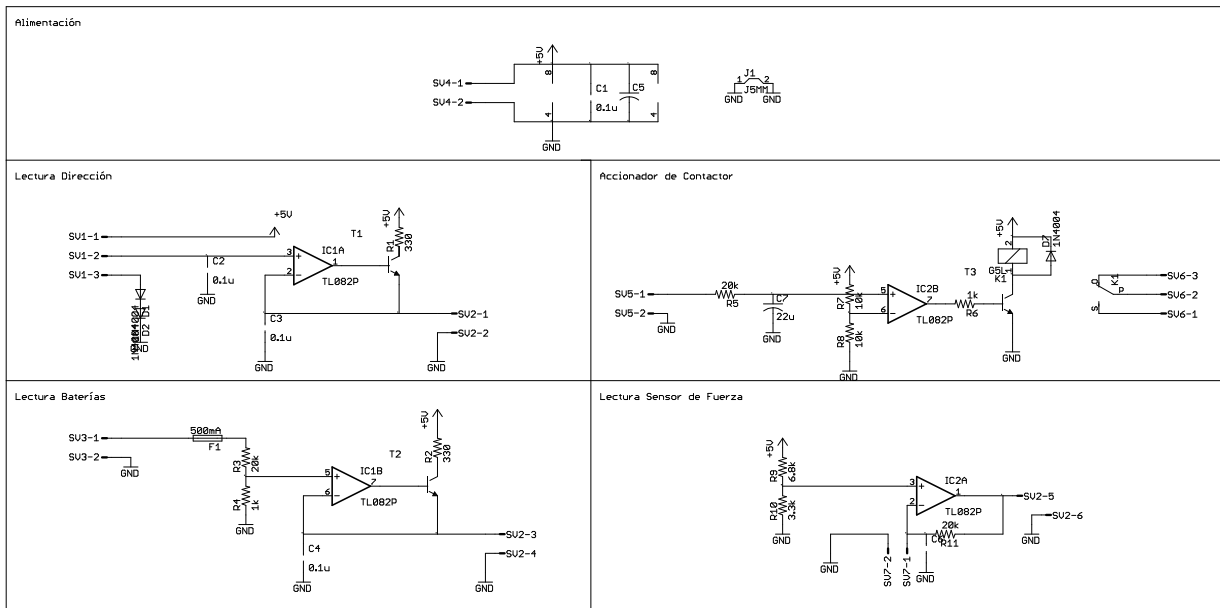 Alimentación
+5V
SV4-1
SV4-2
8
4
C1
0.1u
C5
8
4
GND
J1
1 2
J5MM
GND GND
Lectura Dirección
SV1-1
SV1-2
SV1-3
+5V
C2
0.1u
GND
D1
D2
GND
C3
0.1u
GND
3
2
1
IC1A
TL082P
T1
+5V
R1
330
SV2-1
SV2-2
GND
Accionador de Contactor
SV5-1
SV5-2
GND
20k
R5
C7
22u
GND
+5V
R7
10k
R8
10k
GND
5
6
7
IC2B
TL082P
1k
R6
T3
+5V
2
1
G5L
K1
1N4004
GND
O
S
P
K1
SV6-3
SV6-2
SV6-1
Lectura Baterías
SV3-1
SV3-2
GND
500mA
F1
R3
20k
R4
1k
GND
5
6
7
IC1B
TL082P
T2
+5V
R2
330
C4
0.1u
GND
SV2-3
SV2-4
GND
Lectura Sensor de Fuerza
+5V
R9
6.8k
R10
3.3k
GND
3
2
1
IC2A
TL082P
20k
R11
GND
GND
SV7-2
SV7-1
SV2-5
SV2-6
GND